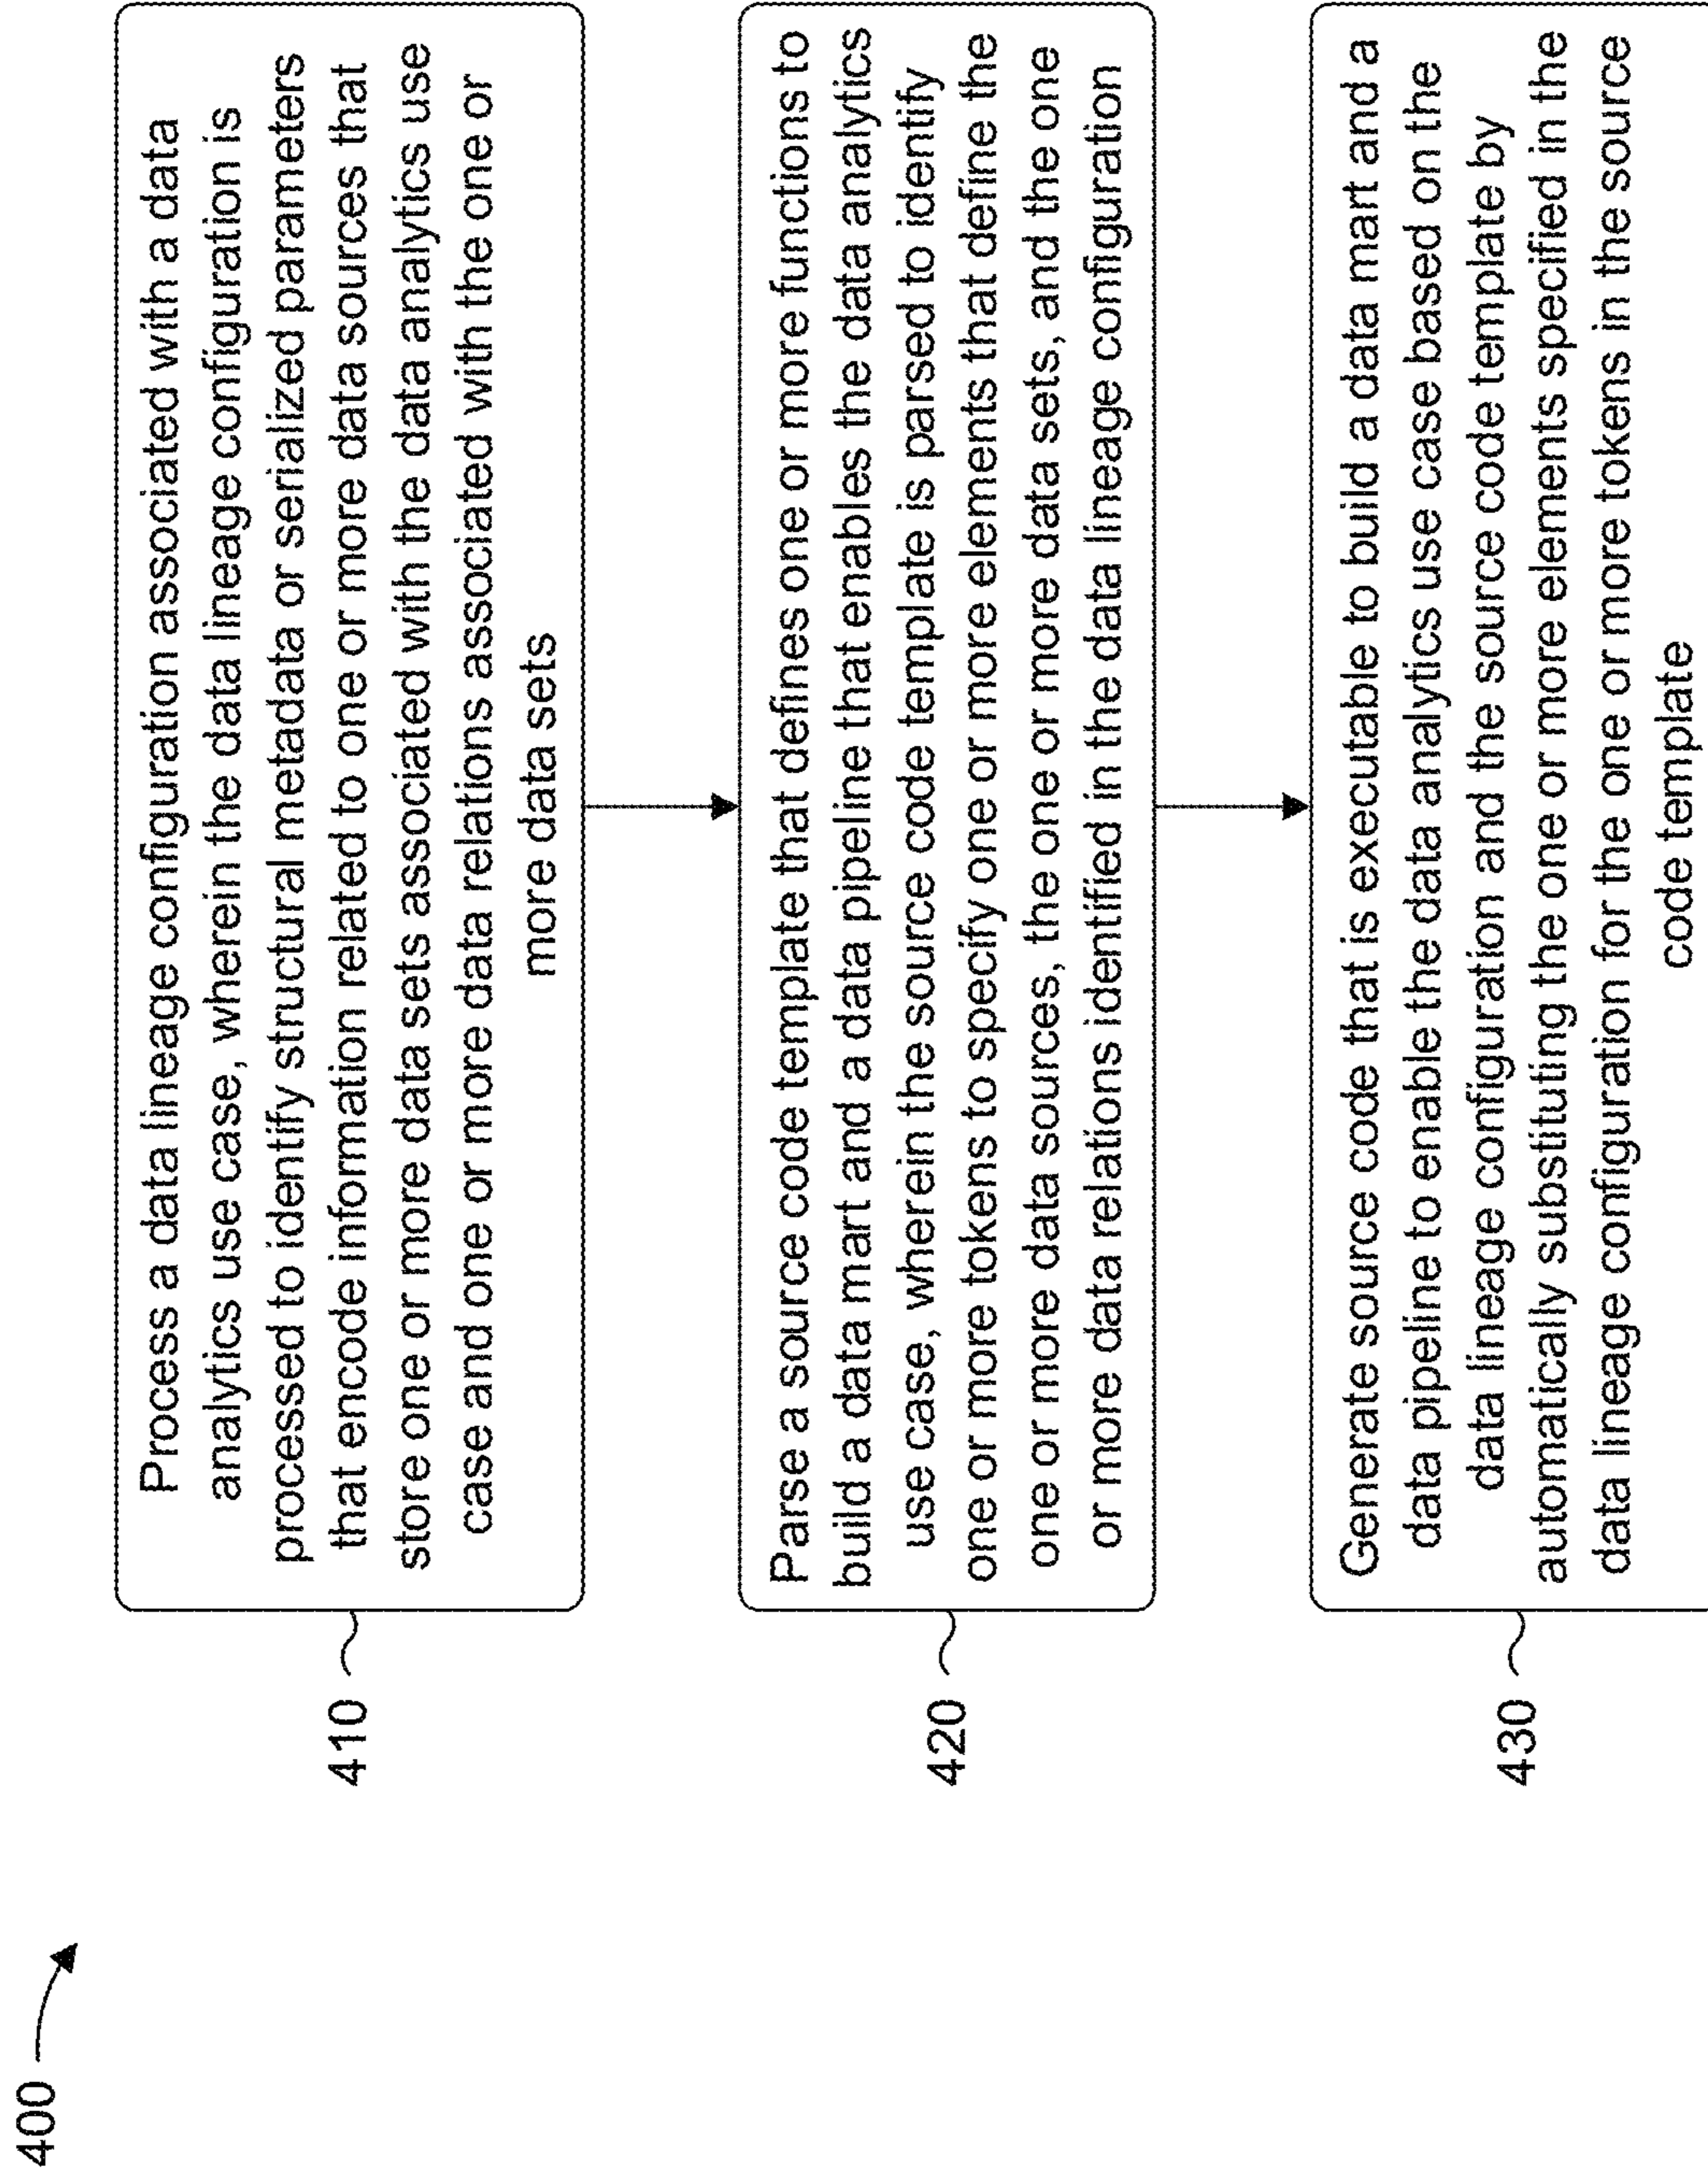 400
410
Process a data lineage configuration associated with a data
analytics use case, wherein the data lineage configuration is
processed to identify structural metadata or serialized parameters
that encode information related to one or more data sources that
store one or more data sets associated with the data analytics use
case and one or more data relations associated with the one or
more data sets
420
Parse a source code template that defines one or more functions to
build a data mart and a data pipeline that enables the data analytics
use case, wherein the source code template is parsed to identify
one or more tokens to specify one or more elements that define the
one or more data sources, the one or more data sets, and the one
or more data relations identified in the data lineage configuration
430
Generate source code that is executable to build a data mart and a
data pipeline to enable the data analytics use case based on the
data lineage configuration and the source code template by
automatically substituting the one or more elements specified in the
data lineage configuration for the one or more tokens in the source
code template